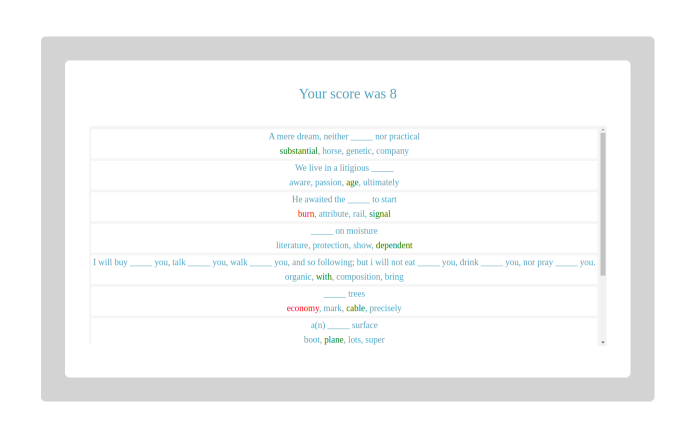 Your score was 8
A mere dream, neither _____ nor practical
substantial, horse, genetic, company
We live in a litigious _____
aware, passion, age, ultimately
He awaited the _____ to start
burn, attribute, rail, signal
_____ on moisture
literature, protection, show, dependent
I will buy _____ you, talk _____ you, walk _____ you, and so following; but i will not eat _____ you, drink _____ you, nor pray _____ you.
organic, with, composition, bring
_____ trees
economy, mark, cable, precisely
a(n) _____ surface
boot, plane, lots, super